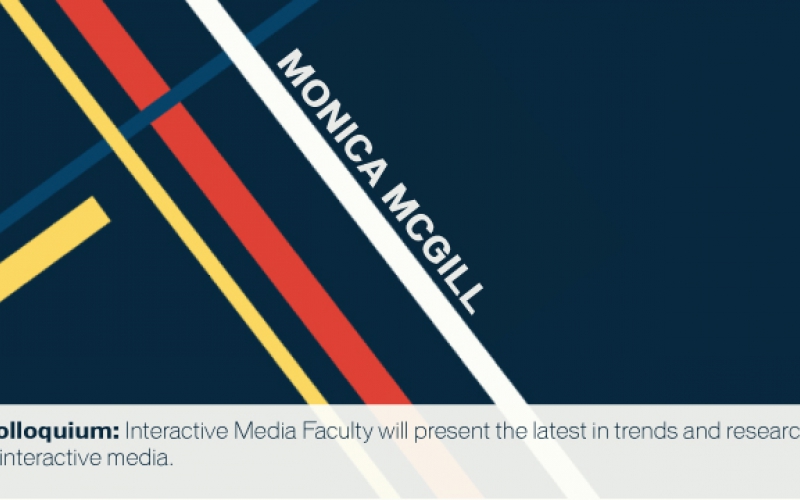 MONICA MCGILL
olloquium: Interactive Media Faculty will present the latest in trends and researc
interactive media.